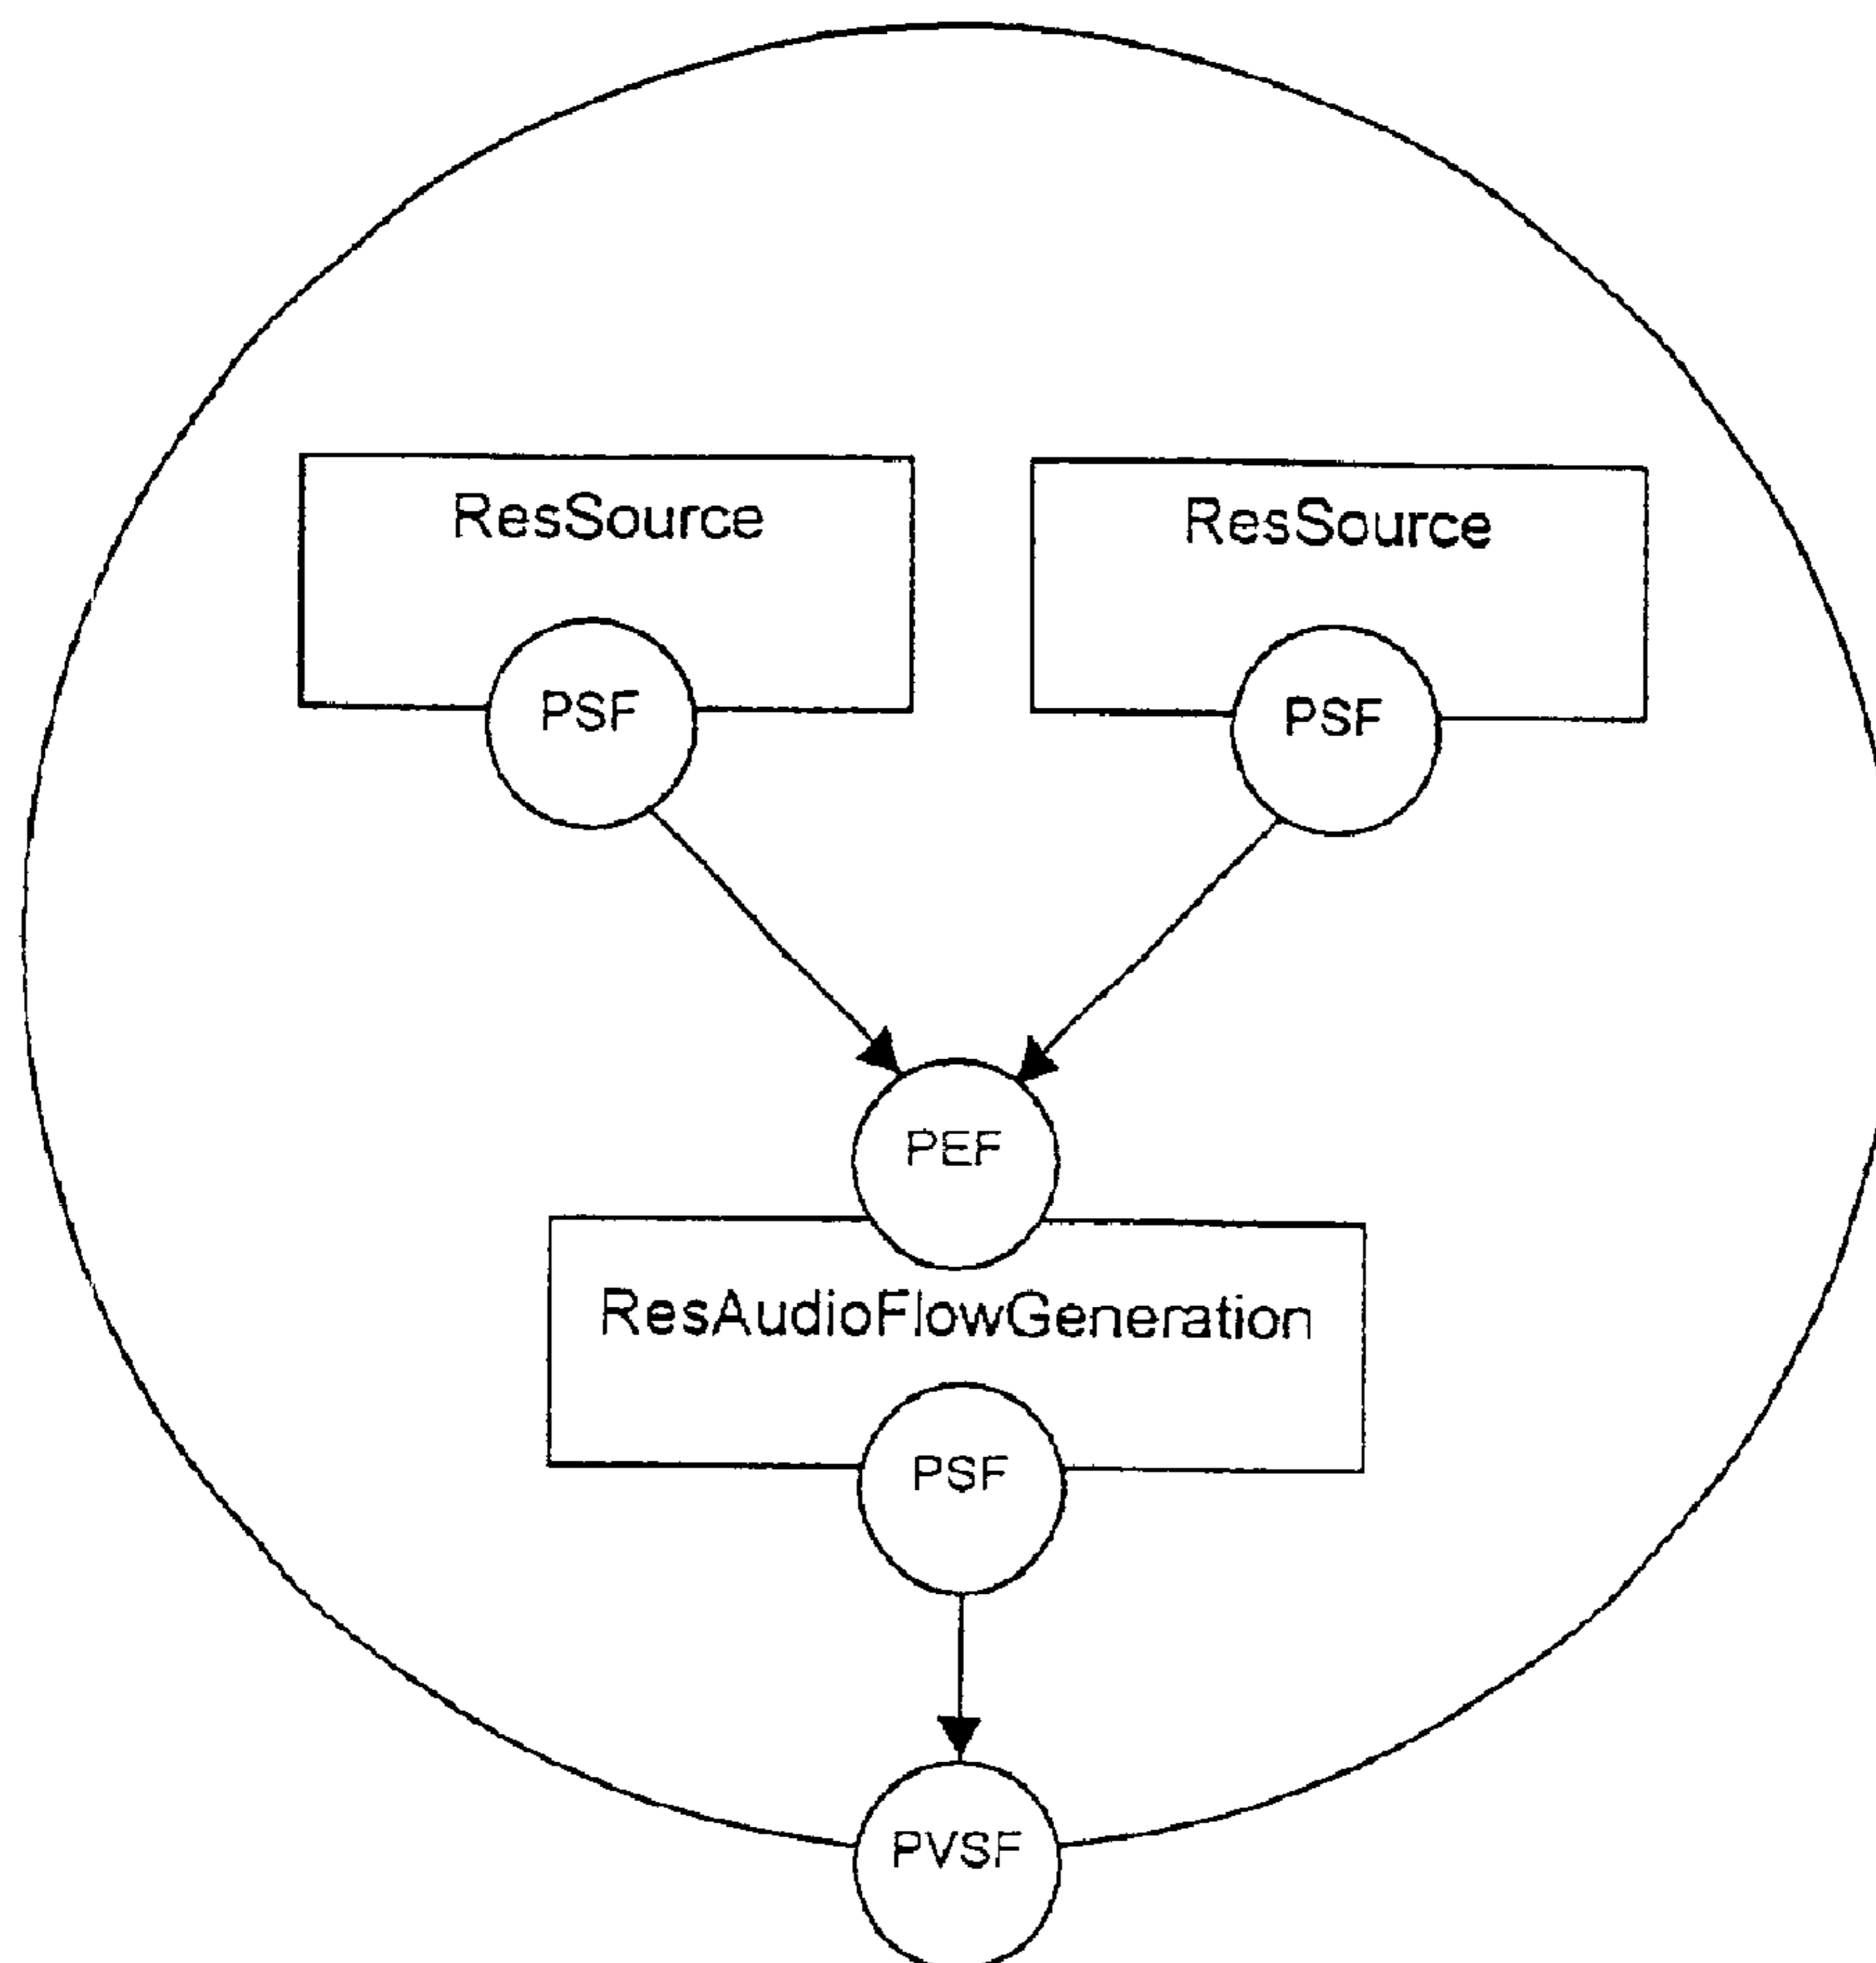 ResSource
ResSource
PSF
PSF
PEF
ResAudioFlowGeneration
PSF
PVSF